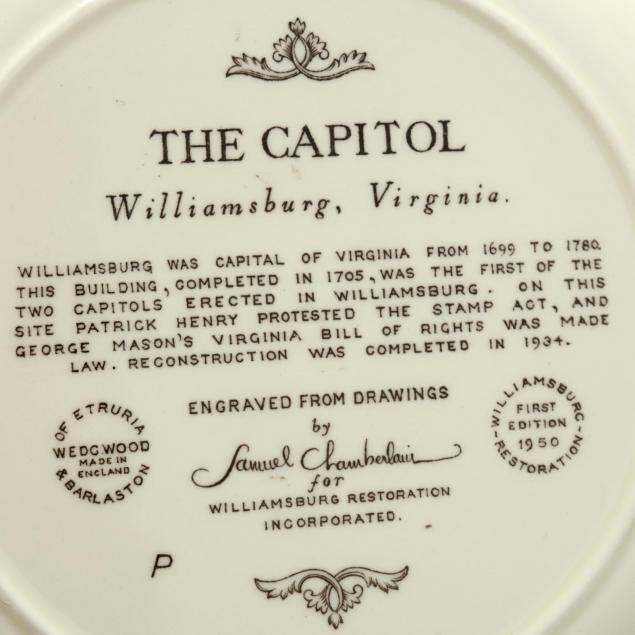 THE CAPITOL
Williamsburg, Virginia.
WILLIAMSBURG WAS CAPITAL OF VIRGINIA FROM 1699 TO 1780.
THIS BUILDING, COMPLETED IN 1705, WAS THE FIRST OF THE
TWO CAPITOLS ERECTED IN WILLIAMSBURG. ON THIS
SITE PATRICK HENRY PROTESTED THE STAMP ACT, AND
GEORGE MASON'S VIRGINIA BILL OF RIGHTS WAS MADE
LAW. RECONSTRUCTION WAS COMPLETED IN 1934.
OF ETRURIA
WEDGWOOD
MADE IN
ENGLAND
& BARLASTON
ENGRAVED FROM DRAWINGS
by
Samuel Chamberlain
for
WILLIAMSBURG RESTORATION
INCORPORATED.
WILLIAMSBURG
FIRST
EDITION
1950
-RESTORATION-
P